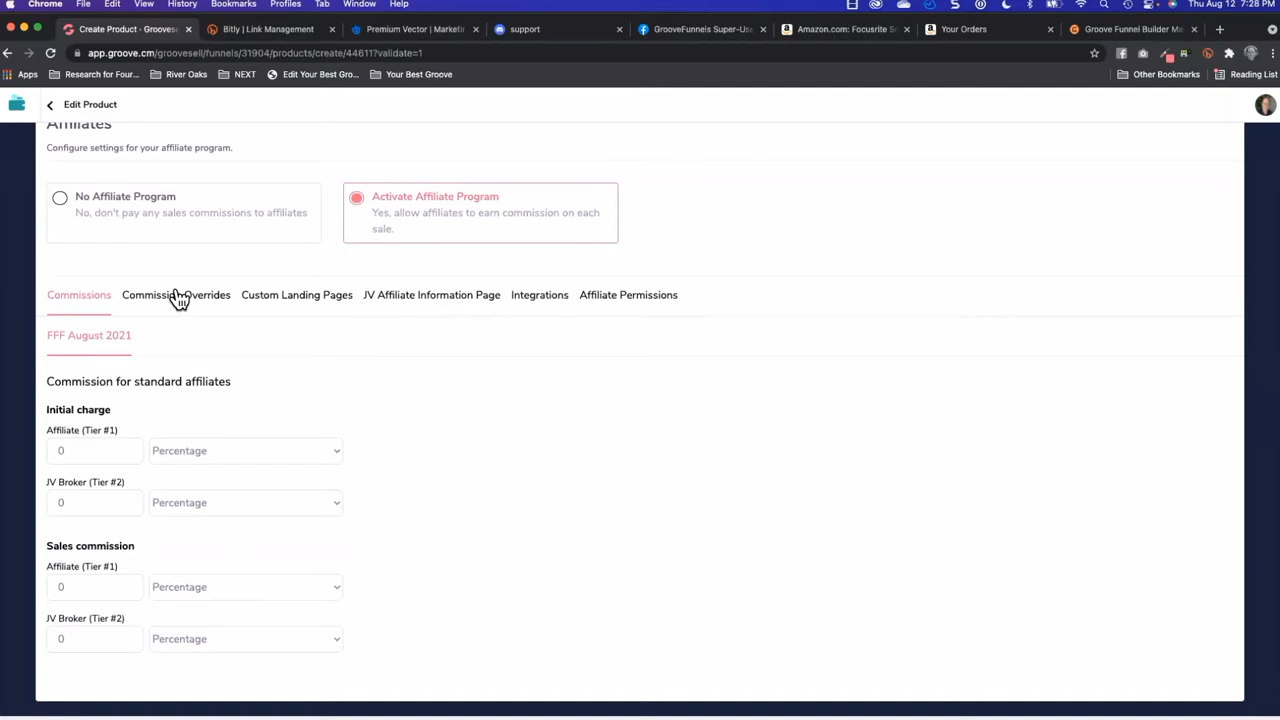 Chrome File Edit View History Bookmarks Profiles Tab Window Help Thu Aug 12 7:28 PM
Create Product · Groovese Bitly | Link Management Premium Vector | Marketin support GrooveFunnels Super-Use Amazon.com: Focusrite S Your Orders Groove Funnel Builder Ma
app.groove.cm/groovesell/funnels/31904/products/create/44611?validate=1
Apps Research for Four... River Oaks NEXT Edit Your Best Gro... Your Best Groove Other Bookmarks Reading List
Edit Product
Affiliates
Configure settings for your affiliate program.
No Affiliate Program
No, don't pay any sales commissions to affiliates
Activate Affiliate Program
Yes, allow affiliates to earn commission on each
sale.
Commissions Commission Overrides Custom Landing Pages JV Affiliate Information Page Integrations Affiliate Permissions
FFF August 2021
Commission for standard affiliates
Initial charge
Affiliate (Tier #1)
0 Percentage
JV Broker (Tier #2)
0 Percentage
Sales commission
Affiliate (Tier #1)
0 Percentage
JV Broker (Tier #2)
0 Percentage